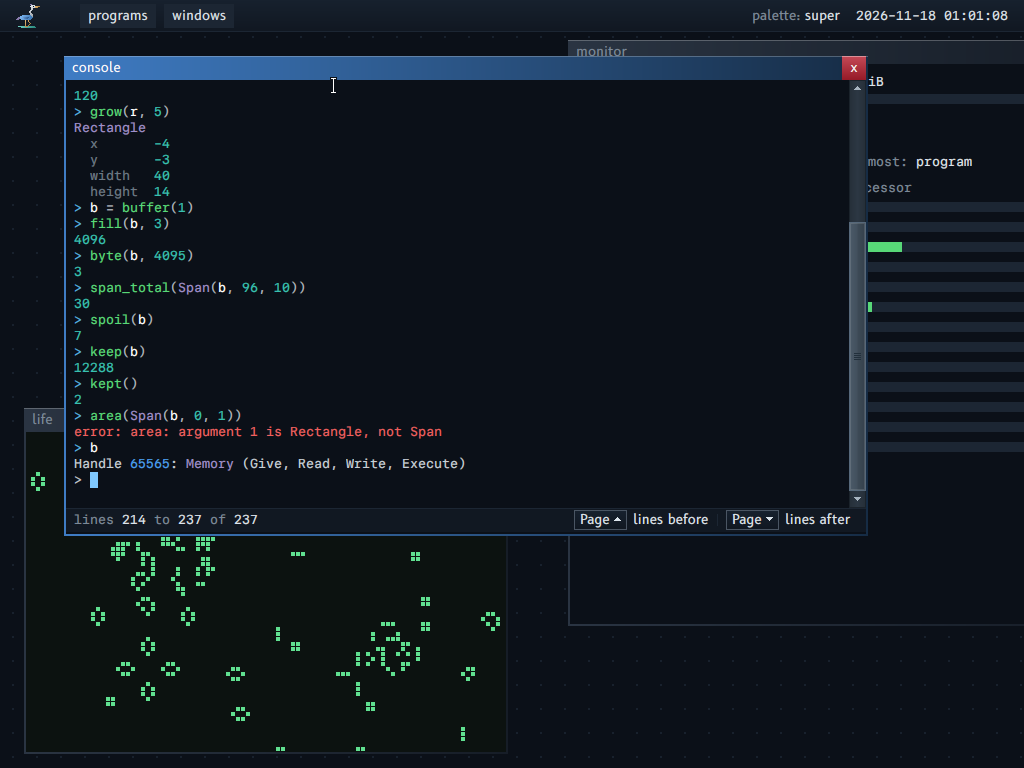 programs windows palette: super 2026-11-18 01:01:08
monitor
console x
iB
120
> grow(r, 5)
Rectangle
x -4
y -3
width 40
height 14
> b = buffer(1)
> fill(b, 3)
4096
> byte(b, 4095)
3
> span_total(Span(b, 96, 10))
30
> spoil(b)
7
> keep(b)
12288
> kept()
2
> area(Span(b, 0, 1))
error: area: argument 1 is Rectangle, not Span
> b
Handle 65565: Memory (Give, Read, Write, Execute)
>
most: program
cessor
life
lines 214 to 237 of 237 Page lines before Page lines after